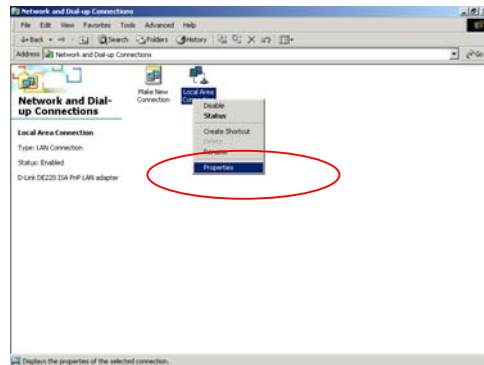 Network and Dial-up Connections
File Edit View Favorites Tools Advanced Help
Back Search Folders History
Address Network and Dial-up Connections Go
Network and Dial-
up Connections
Local Area Connection
Type: LAN Connection
Status: Enabled
D-Link DE220 ISA PnP LAN adapter
Make New
Connection
Local Area
Connection
Disable
Status
Create Shortcut
Delete
Rename
Properties
Displays the properties of the selected connection.